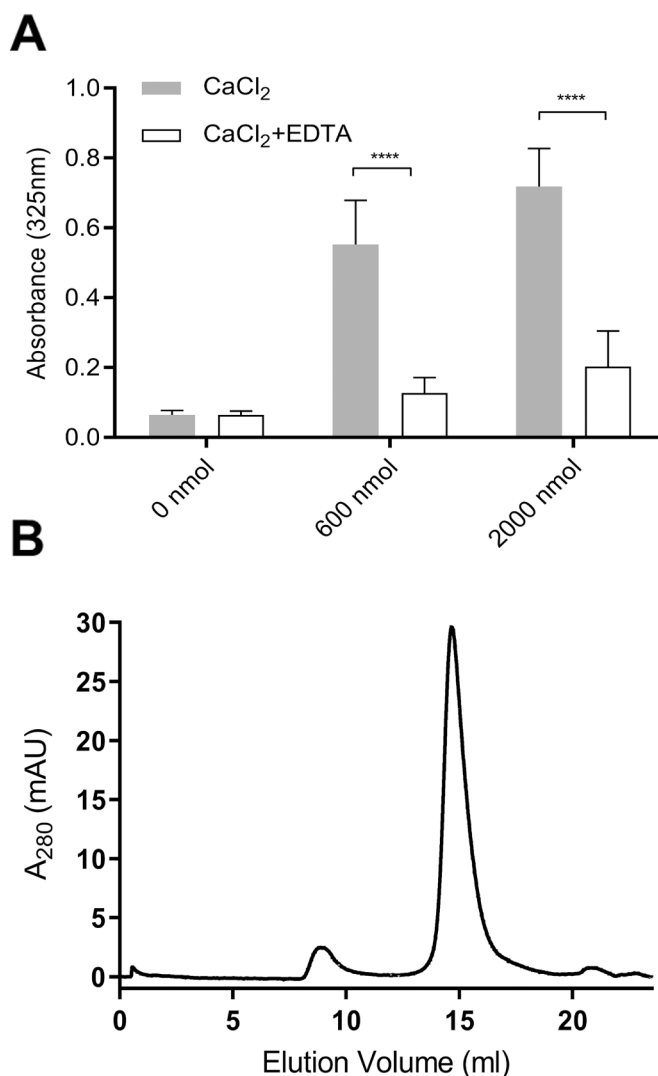 A
CaCl₂
CaCl₂+EDTA
****
****
Absorbance (325nm)
1.0
0.8
0.6
0.4
0.2
0.0
0 nmol
600 nmol
2000 nmol
B
A₂₈₀ (mAU)
30
25
20
15
10
5
0
0 5 10 15 20
Elution Volume (ml)